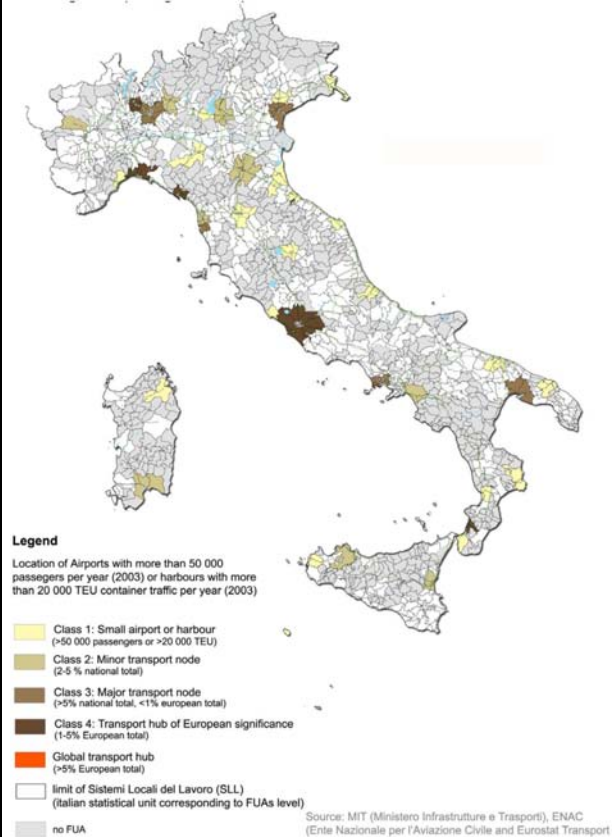 Legend
Location of Airports with more than 50 000
passegers per year (2003) or harbours with more
than 20 000 TEU container traffic per year (2003)
Class 1: Small airport or harbour
(>50 000 passengers or >20 000 TEU)
Class 2: Minor transport node
(2-5 % national total)
Class 3: Major transport node
(>5% national total, <1% european total)
Class 4: Transport hub of European significance
(1-5% European total)
Global transport hub
(>5% European total)
limit of Sistemi Locali del Lavoro (SLL)
(italian statistical unit corresponding to FUAs level)
no FUA
Source: MIT (Ministero Infrastrutture e Trasporti), ENAC
(Ente Nazionale per l'Aviazione Civile and Eurostat Transport